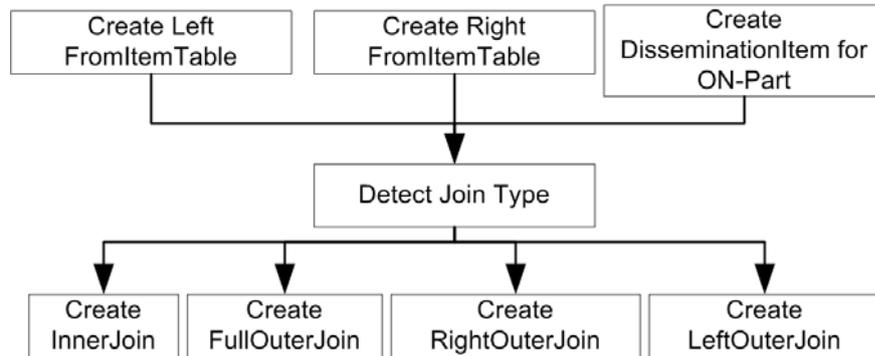 Create Left
FromItemTable
Create Right
FromItemTable
Create
DisseminationItem for
ON-Part
Detect Join Type
Create
InnerJoin
Create
FullOuterJoin
Create
RightOuterJoin
Create
LeftOuterJoin